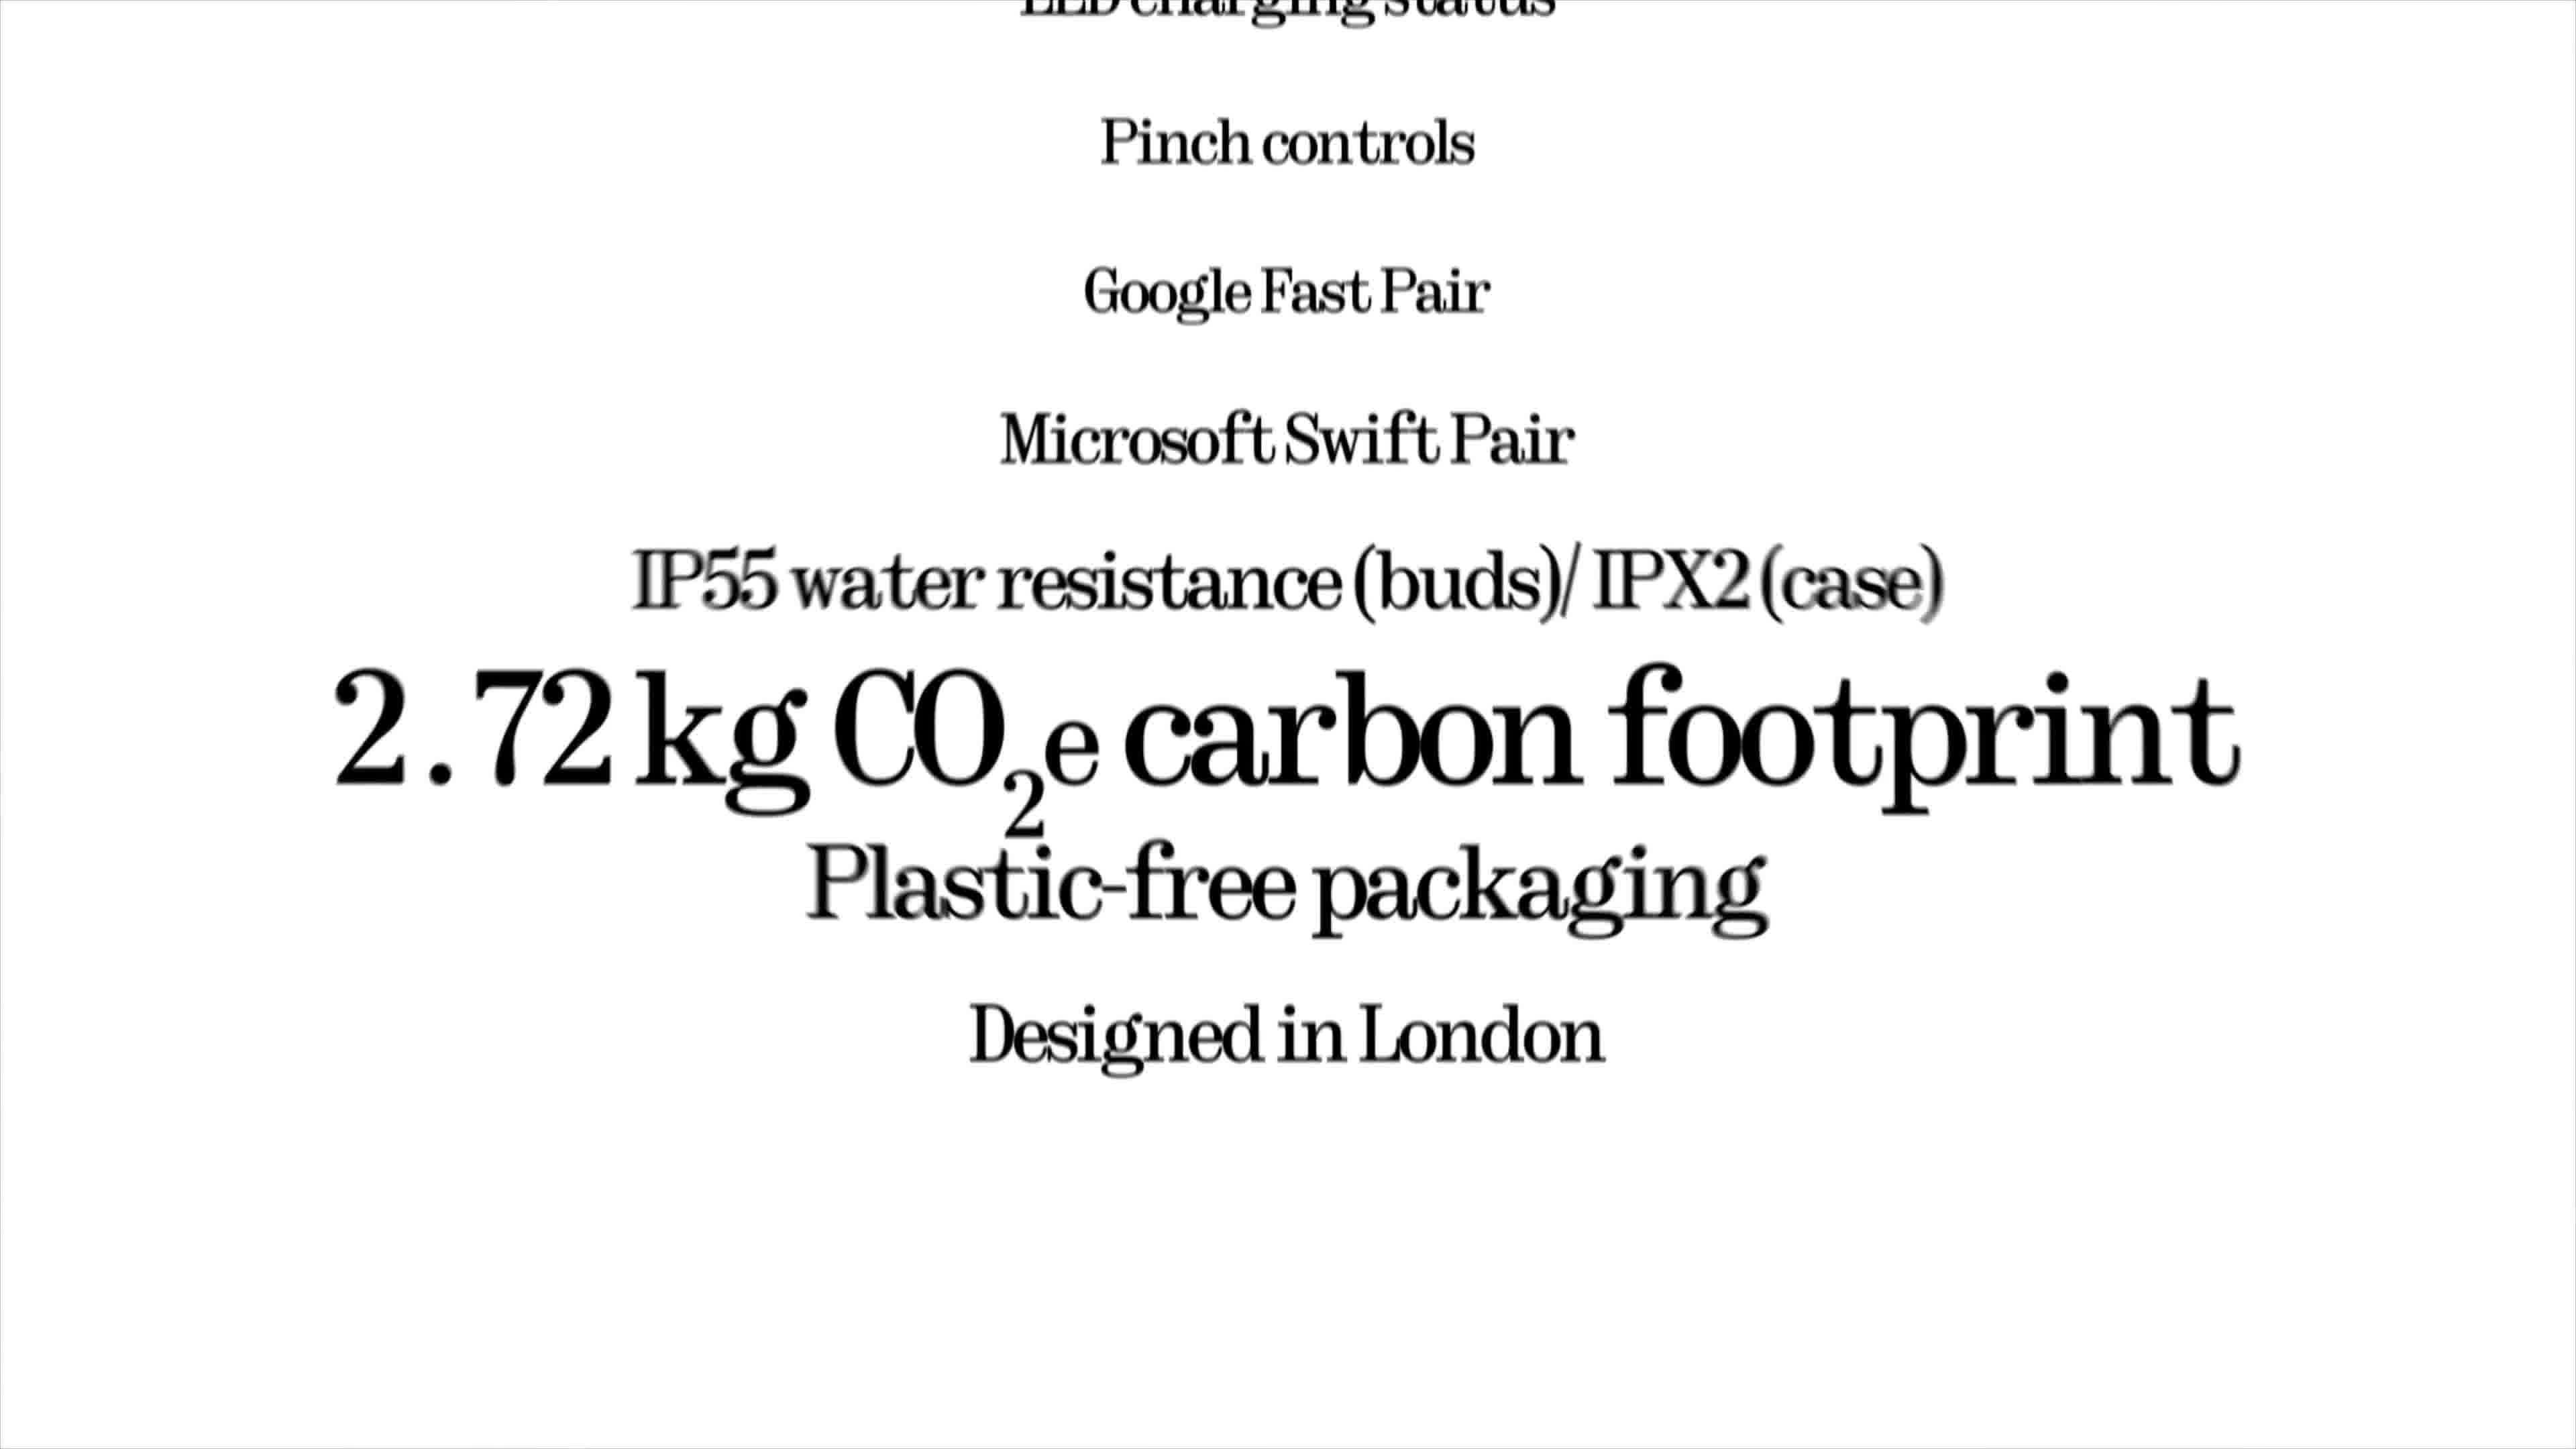 LED charging status
Pinch controls
Google Fast Pair
Microsoft Swift Pair
IP55 water resistance (buds)/ IPX2 (case)
2.72 kg CO₂e carbon footprint
Plastic-free packaging
Designed in London